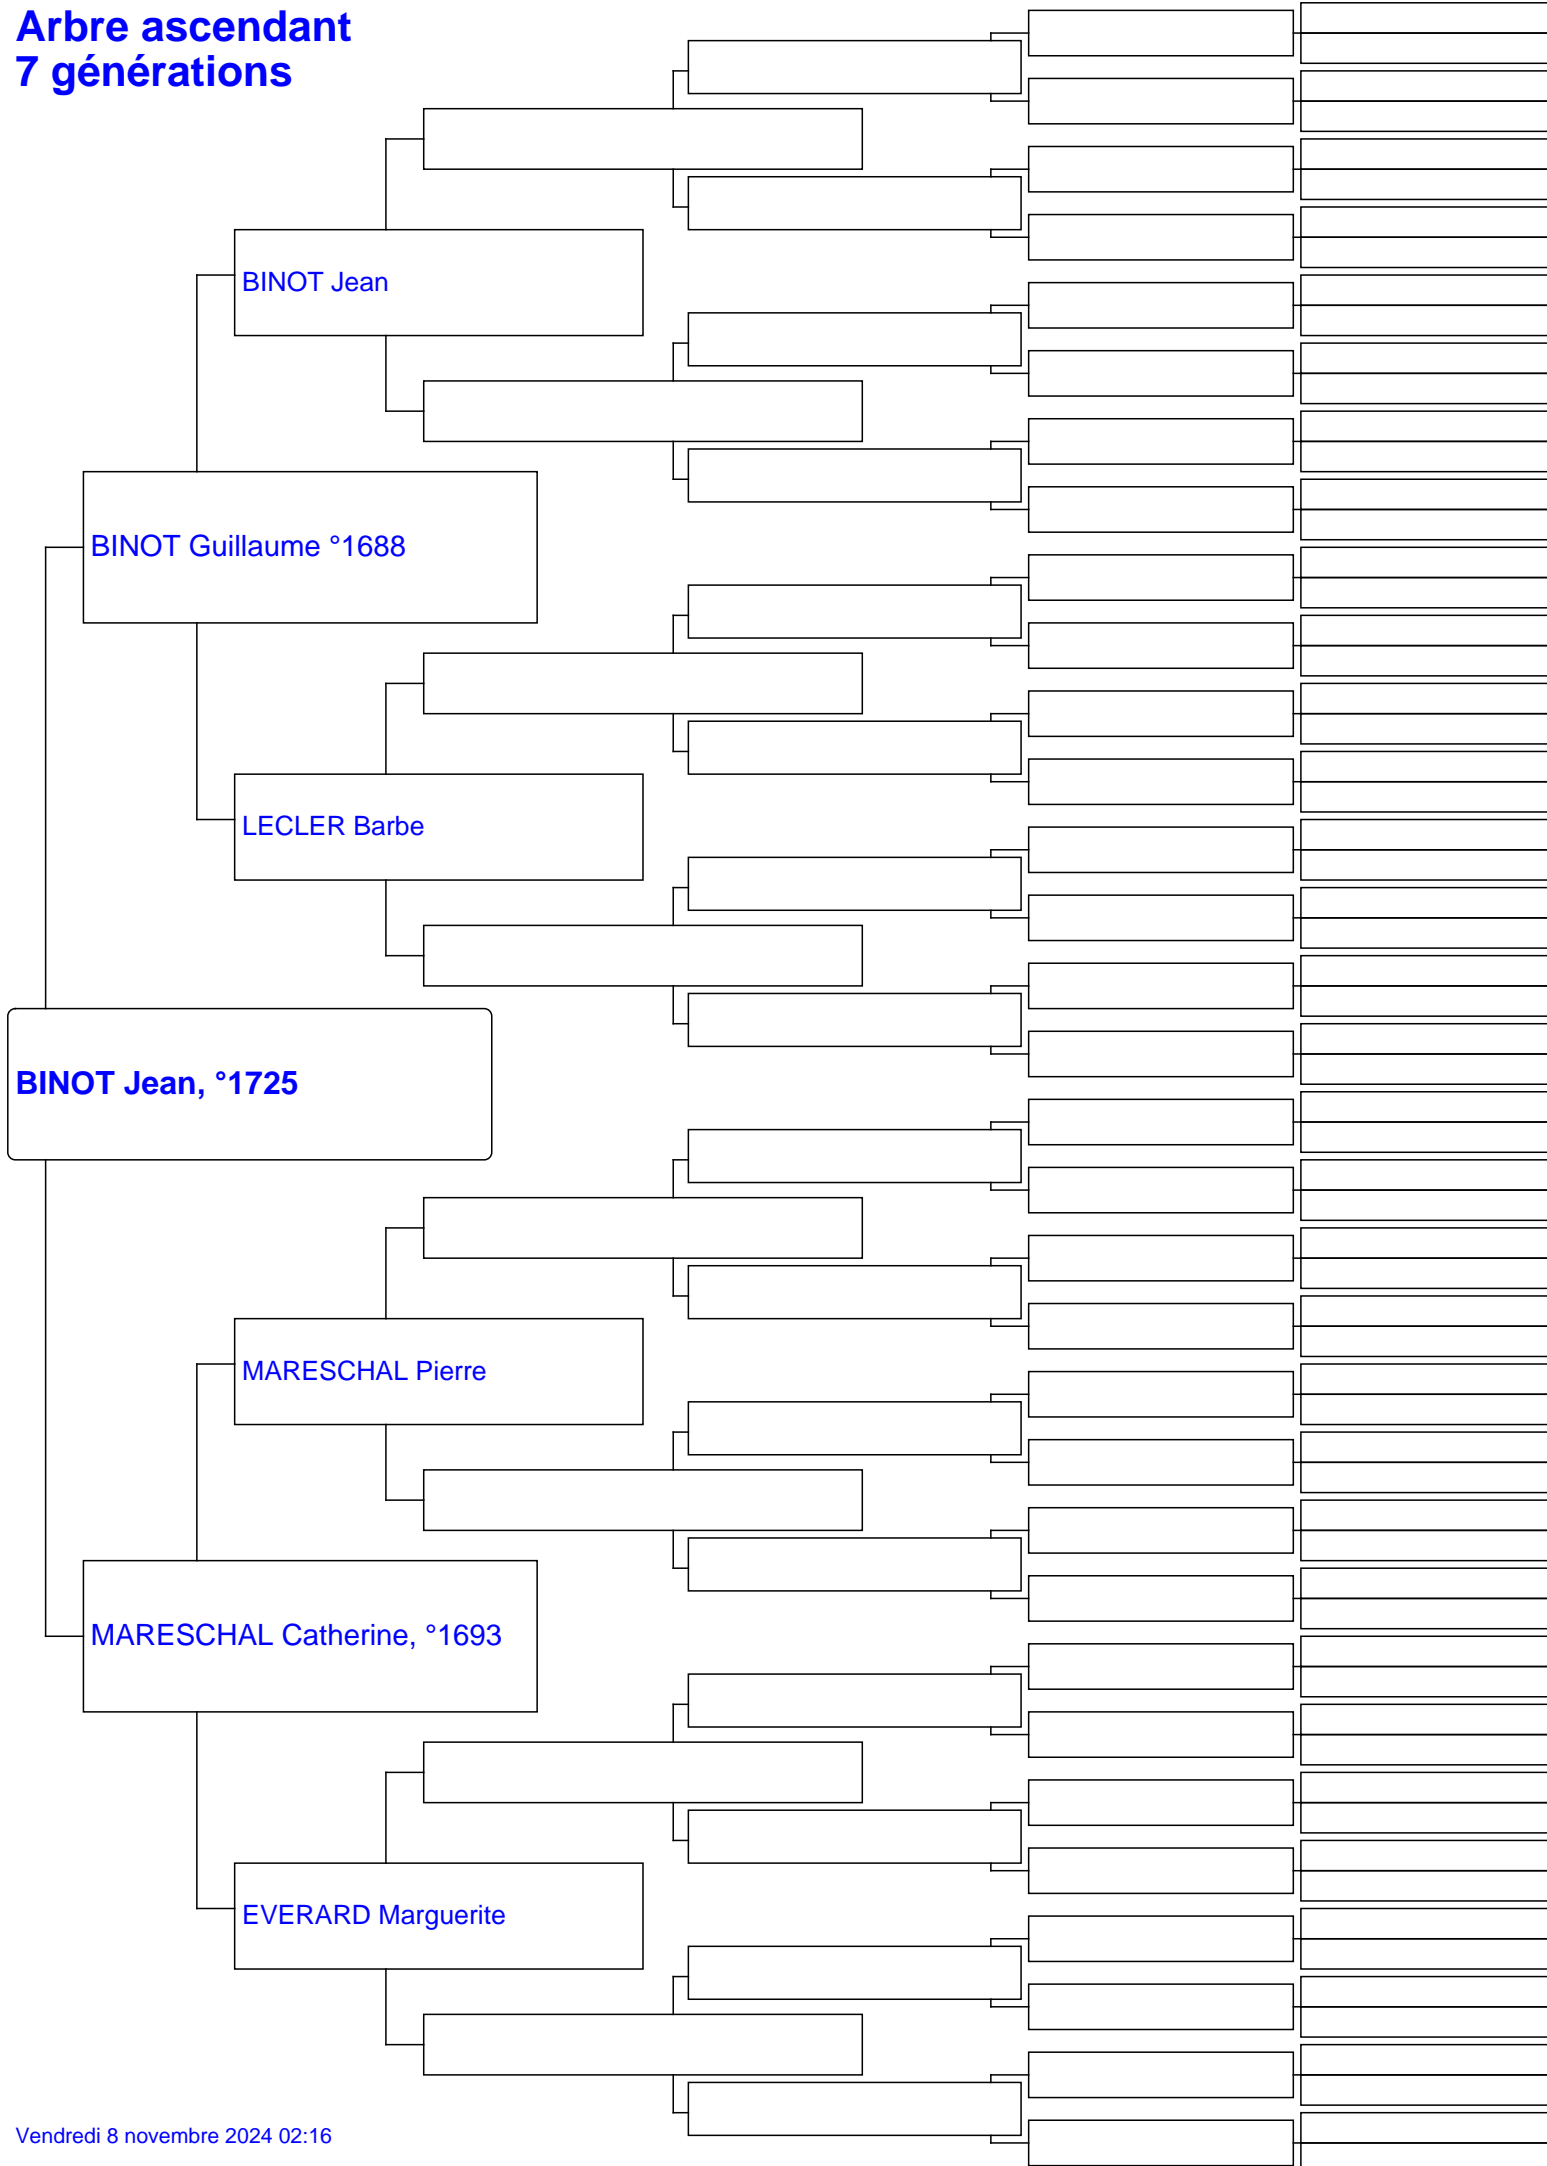 Arbre ascendant
7 générations
BINOT Jean
BINOT Guillaume °1688
LECLER Barbe
BINOT Jean, °1725
MARESCHAL Pierre
MARESCHAL Catherine, °1693
EVERARD Marguerite
Vendredi 8 novembre 2024 02:16